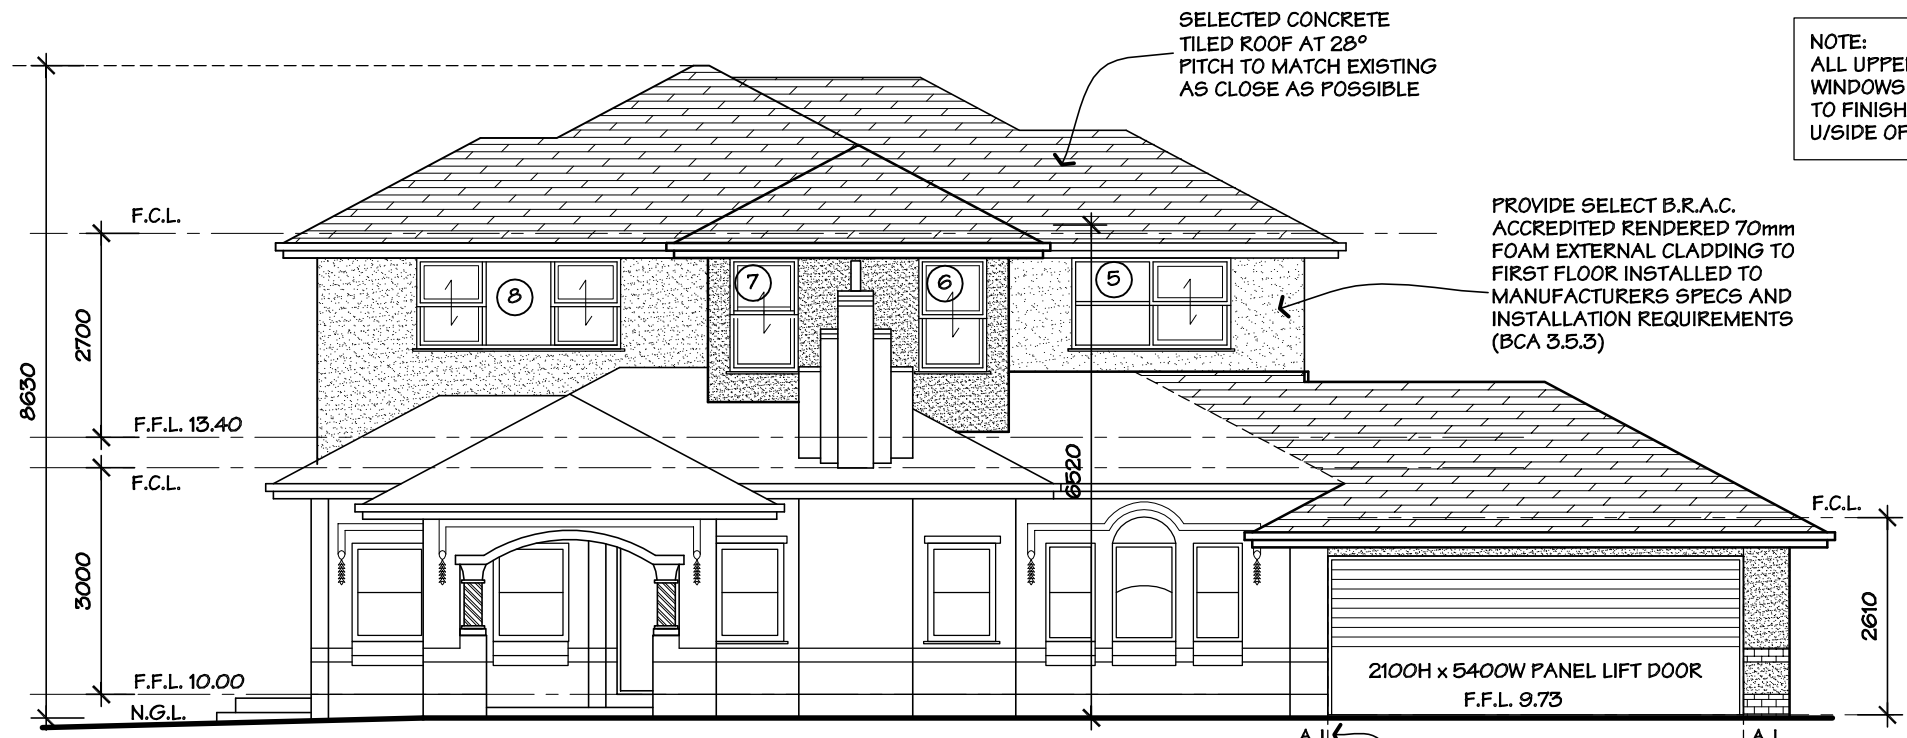 SELECTED CONCRETE
TILED ROOF AT 28°
PITCH TO MATCH EXISTING
AS CLOSE AS POSSIBLE
NOTE:
ALL UPPE
WINDOWS
TO FINISH
U/SIDE OF
PROVIDE SELECT B.R.A.C.
ACCREDITED RENDERED 70mm
FOAM EXTERNAL CLADDING TO
FIRST FLOOR INSTALLED TO
MANUFACTURERS SPECS AND
INSTALLATION REQUIREMENTS
(BCA 3.5.3)
F.C.L.
8
7
6
5
2700
8630
F.F.L. 13.40
F.C.L.
6520
F.C.L.
3000
2610
F.F.L. 10.00
N.G.L.
2100H x 5400W PANEL LIFT DOOR
F.F.L. 9.73